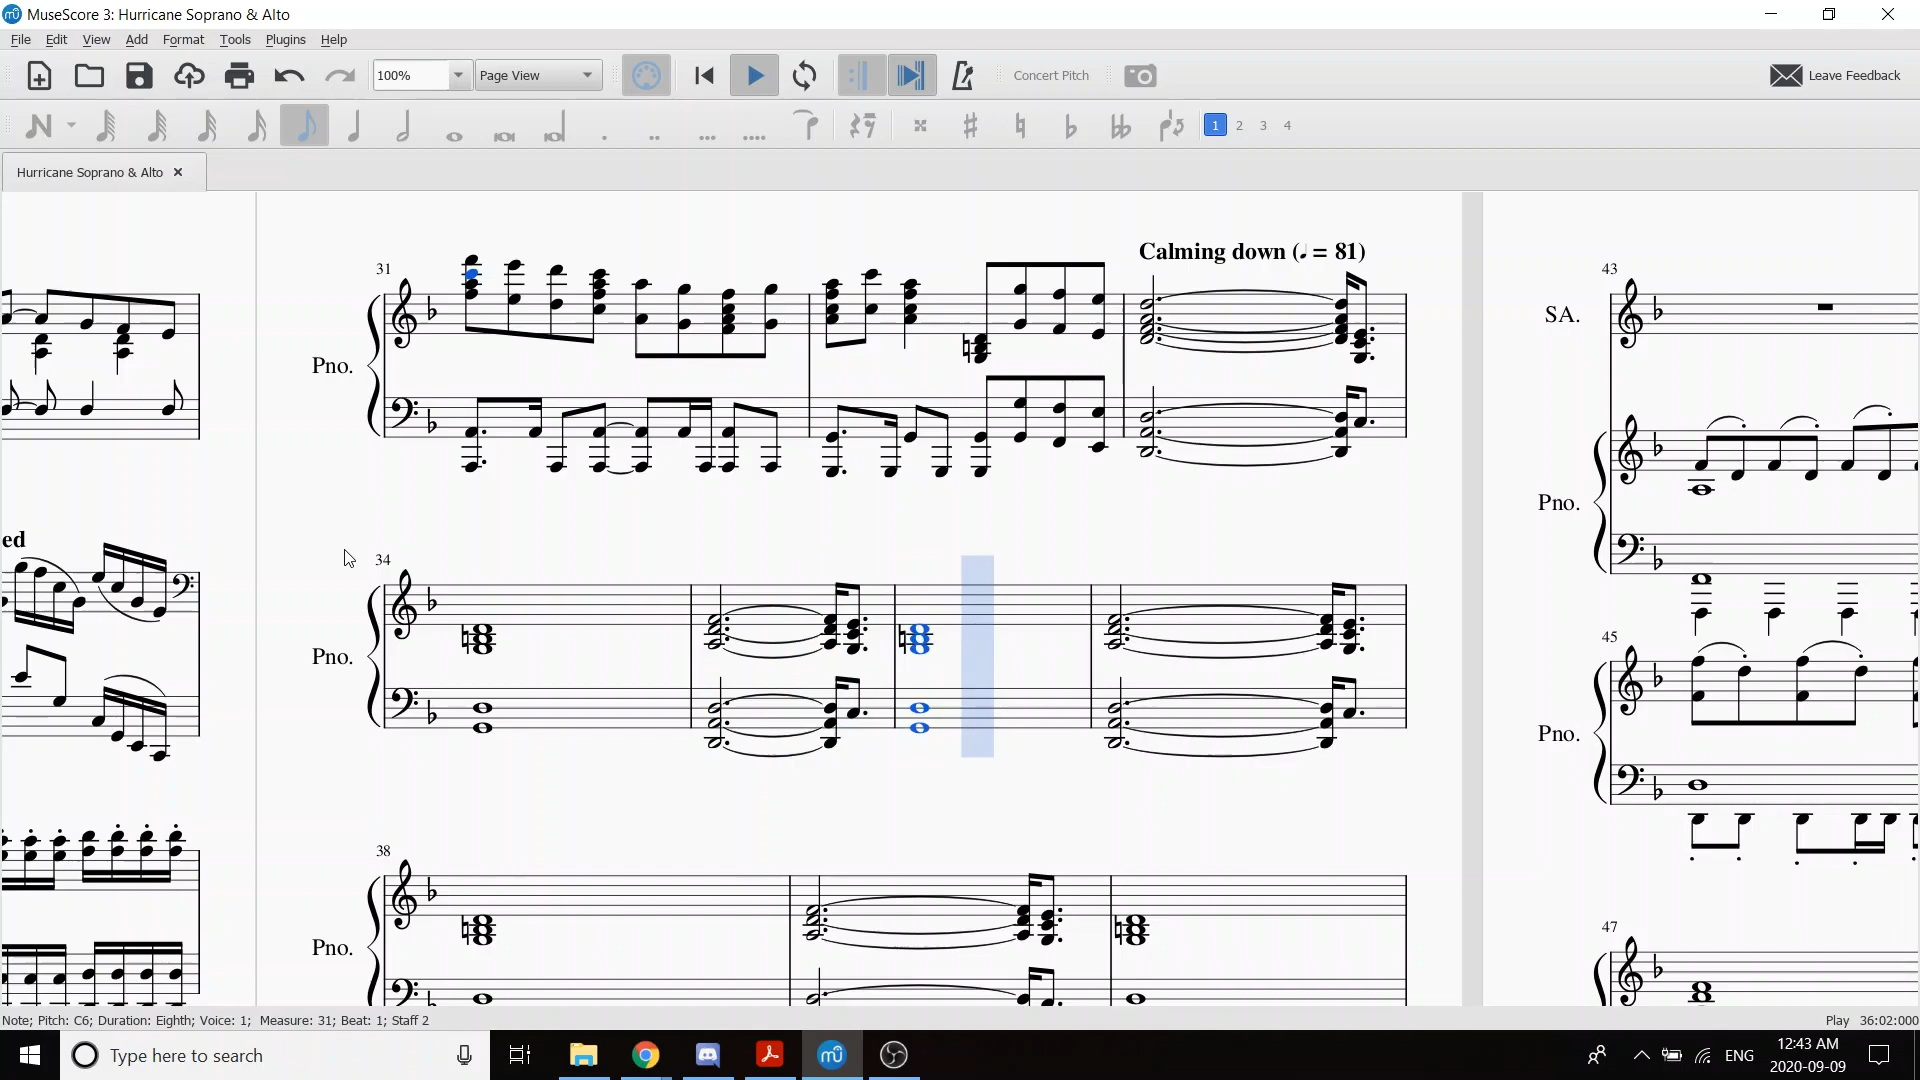 MuseScore 3: Hurricane Soprano & Alto
File Edit View Add Format Tools Plugins Help
100% Page View Concert Pitch Leave Feedback
1 2 3 4
Hurricane Soprano & Alto
Calming down (♩ = 81)
31
Pno.
43
SA.
Pno.
ed
34
Pno.
45
Pno.
38
Pno.
47
Note; Pitch: C6; Duration: Eighth; Voice: 1; Measure: 31; Beat: 1; Staff 2
Play 36:02:000
Type here to search
ENG
12:43 AM
2020-09-09